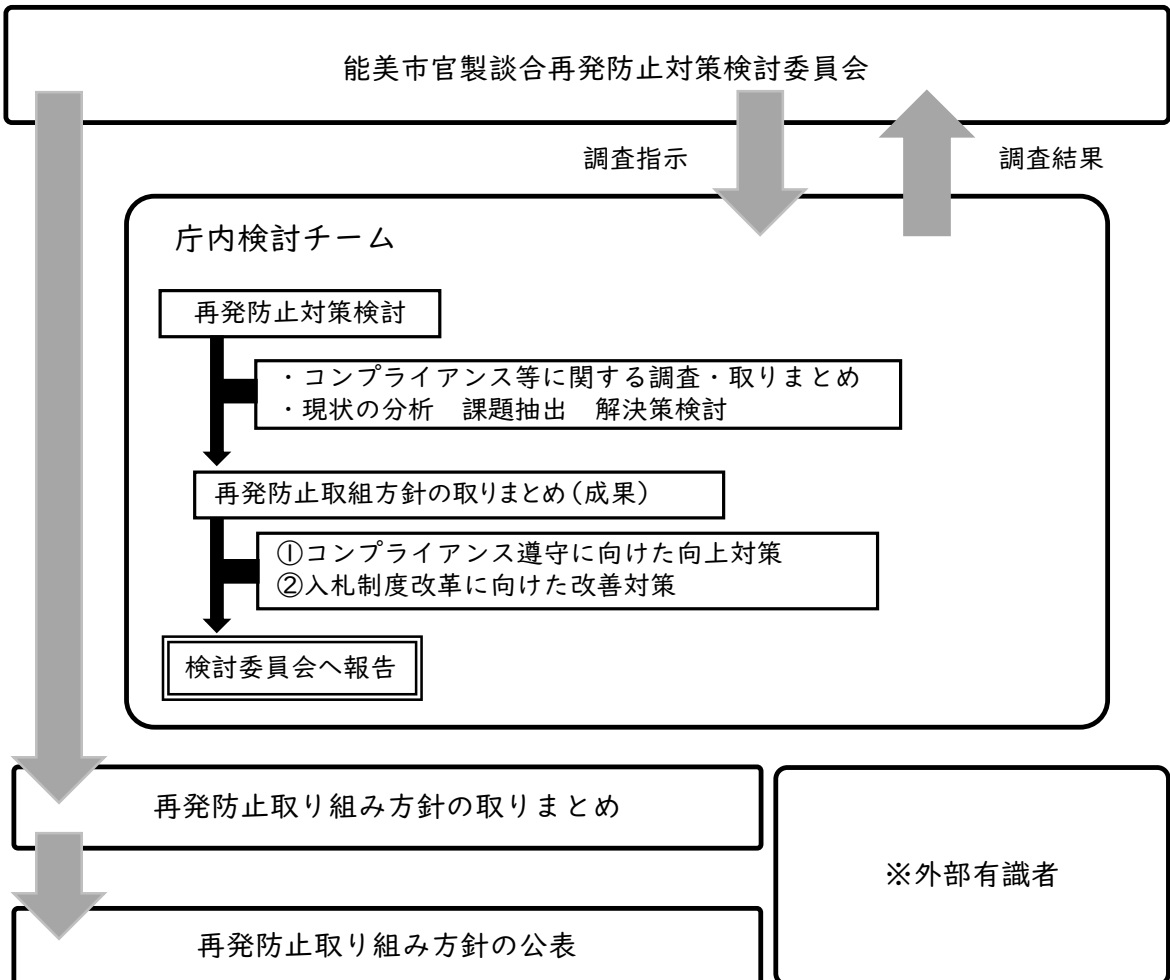 能美市官製談合再発防止対策検討委員会
調査指示
調査結果
庁内検討チーム
再発防止対策検討
・コンプライアンス等に関する調査・取りまとめ
・現状の分析　課題抽出　解決策検討
再発防止取組方針の取りまとめ(成果)
①コンプライアンス遵守に向けた向上対策
②入札制度改革に向けた改善対策
検討委員会へ報告
再発防止取り組み方針の取りまとめ
※外部有識者
再発防止取り組み方針の公表